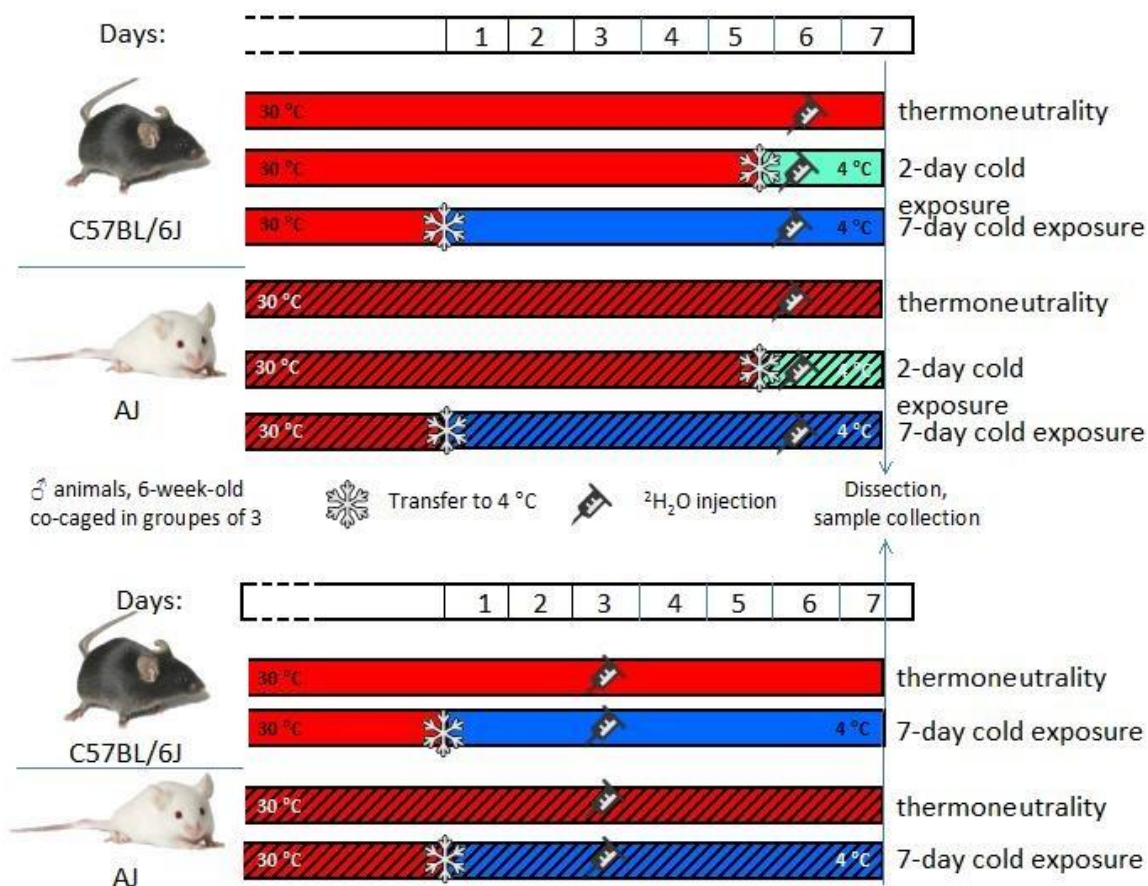 Days: 1 2 3 4 5 6 7
30 °C thermoneutrality
30 °C 4 °C 2-day cold
exposure
C57BL/6J
30 °C 4 °C 7-day cold exposure
30 °C thermoneutrality
30 °C 4 °C 2-day cold
exposure
AJ
30 °C 4 °C 7-day cold exposure
♂ animals, 6-week-old
co-caged in groupes of 3
Transfer to 4 °C
²H₂O injection
Dissection,
sample collection
Days: 1 2 3 4 5 6 7
30 °C thermoneutrality
30 °C 4 °C 7-day cold exposure
C57BL/6J
30 °C thermoneutrality
30 °C 4 °C 7-day cold exposure
AJ